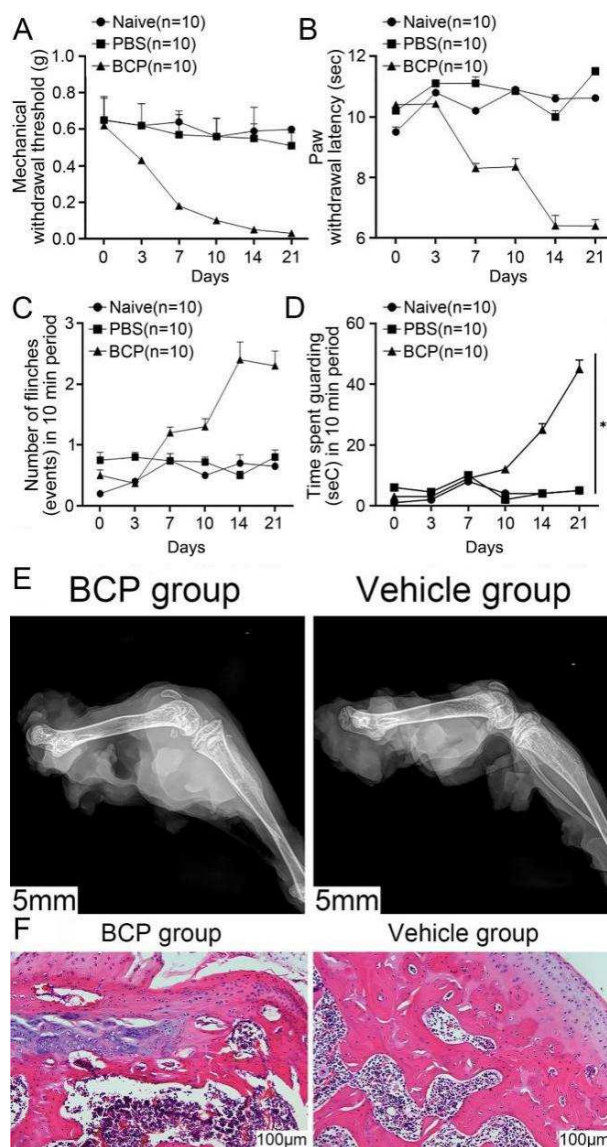 A
Naive(n=10)
PBS(n=10)
BCP(n=10)
Mechanical
withdrawal threshold (g)
0.0
0.2
0.4
0.6
0.8
1.0
0 3 7 10 14 21
Days
B
Naive(n=10)
PBS(n=10)
BCP(n=10)
Paw
withdrawal latency (sec)
6
8
10
12
0 3 7 10 14 21
Days
C
Naive(n=10)
PBS(n=10)
BCP(n=10)
Number of flinches
(events) in 10 min period
0
1
2
3
0 3 7 10 14 21
Days
D
Naive(n=10)
PBS(n=10)
BCP(n=10)
Time spent guarding
(seC) in 10 min period
0
20
40
60
0 3 7 10 14 21
Days
*
E
BCP group
Vehicle group
5mm
5mm
F
BCP group
Vehicle group
100μm
100μm